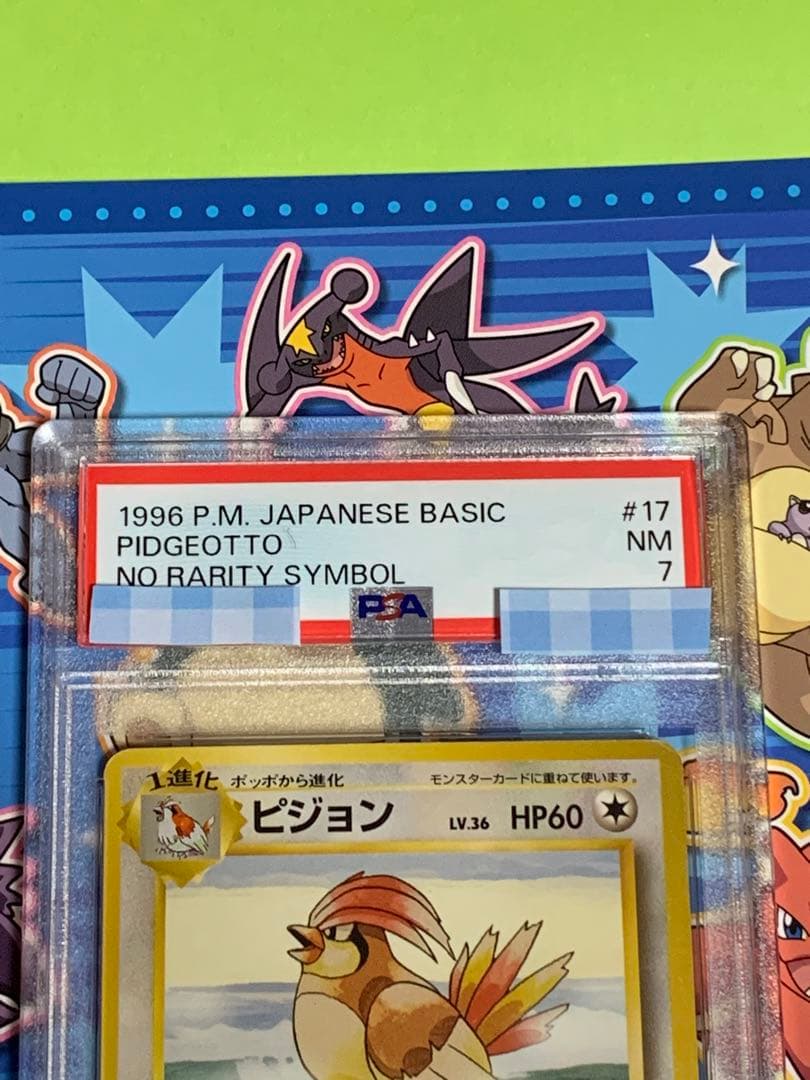 1996 P.M. JAPANESE BASIC #17
PIDGEOTTO NM
NO RARITY SYMBOL 7
PSA
1進化 ポッポから進化 モンスターカードに重ねて使います。
ピジョン LV.36 HP60